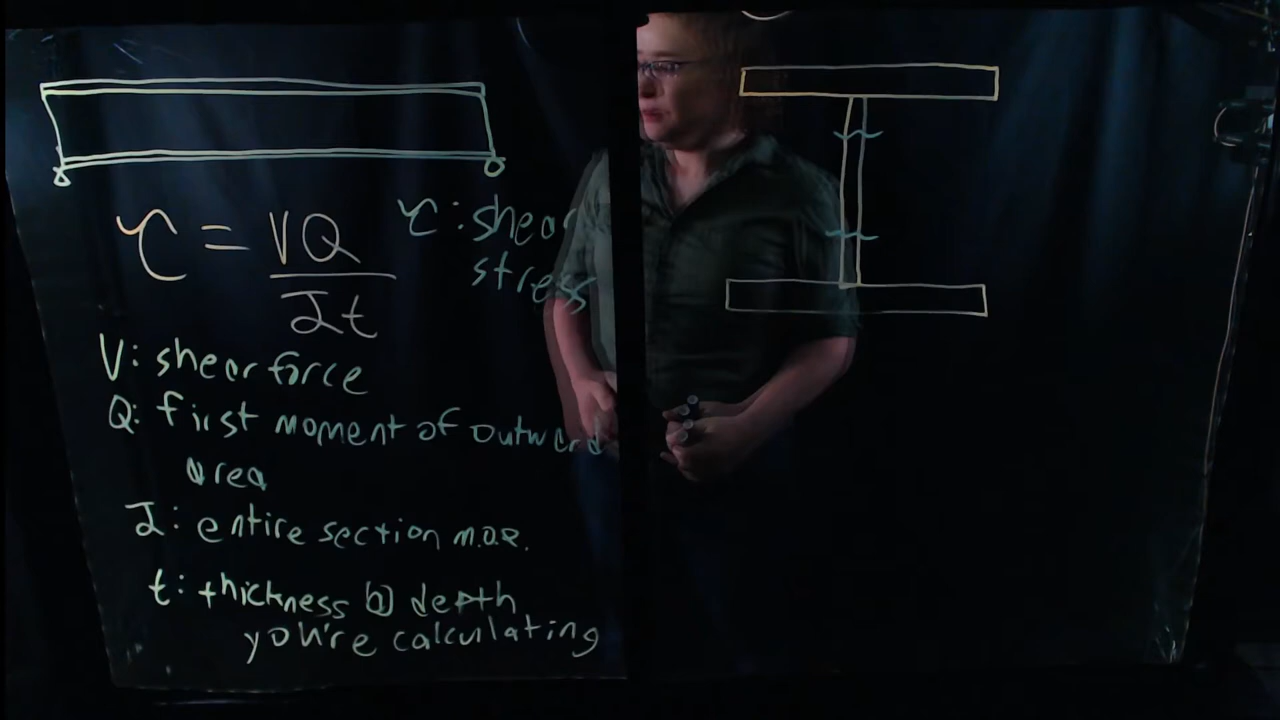 τ = VQ / It
τ: shear
stress
V: shear force
Q: first moment of outward
area
I: entire section m.o.I.
t: thickness @ depth
you're calculating